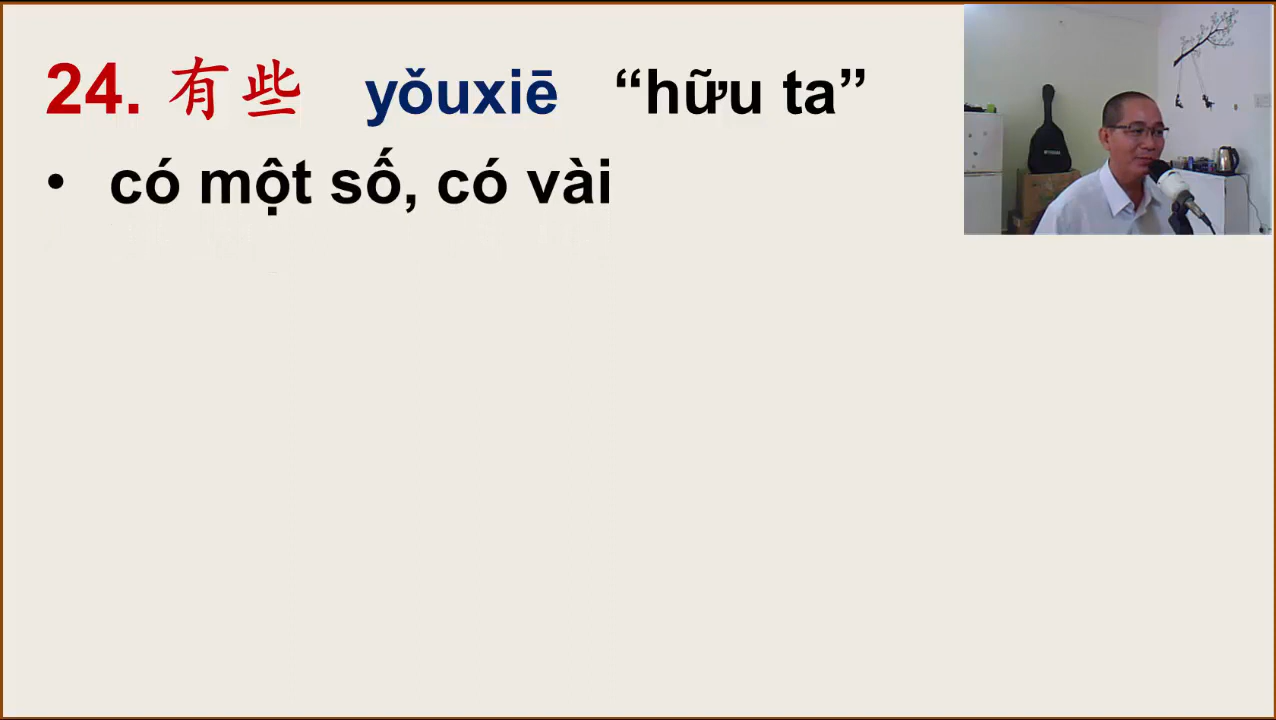 24. 有些 yǒuxiē “hữu ta”
• có một số, có vài